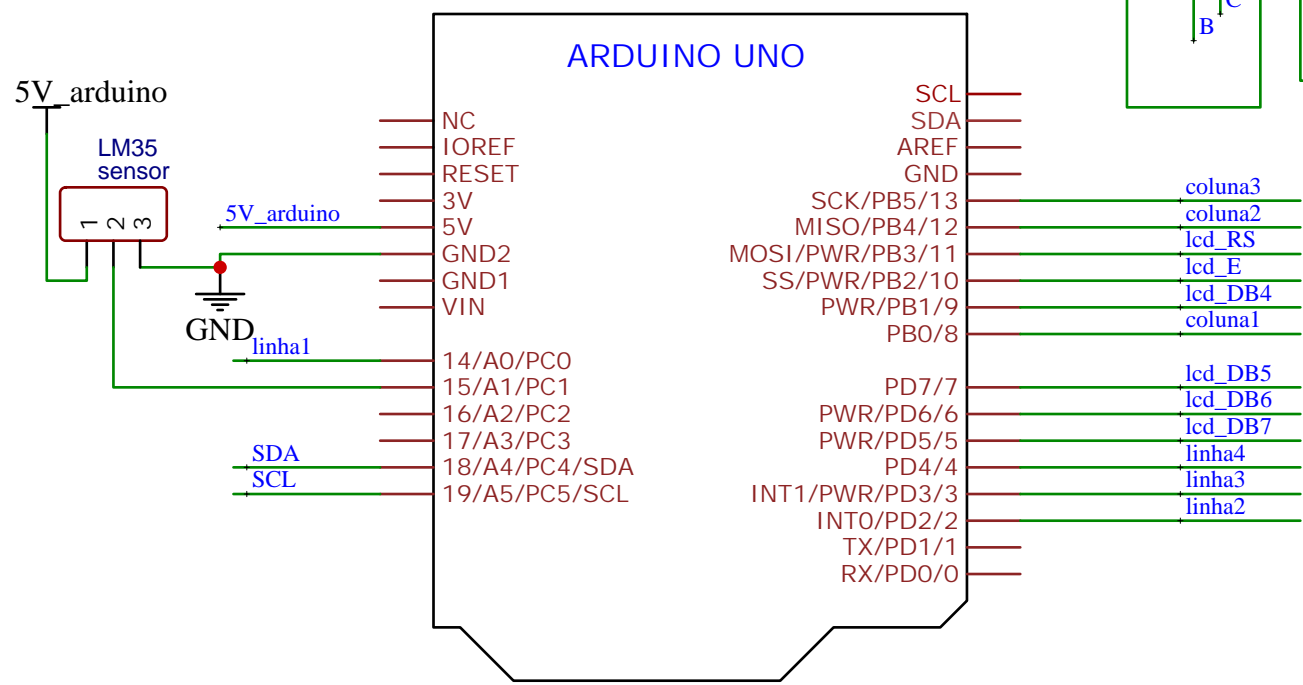 C
B
ARDUINO UNO
5V_arduino
LM35
sensor
1 2 3
5V_arduino
GND
linha1
SDA
SCL
NC
IOREF
RESET
3V
5V
GND2
GND1
VIN
14/A0/PC0
15/A1/PC1
16/A2/PC2
17/A3/PC3
18/A4/PC4/SDA
19/A5/PC5/SCL
SCL
SDA
AREF
GND
SCK/PB5/13
MISO/PB4/12
MOSI/PWR/PB3/11
SS/PWR/PB2/10
PWR/PB1/9
PB0/8
PD7/7
PWR/PD6/6
PWR/PD5/5
PD4/4
INT1/PWR/PD3/3
INT0/PD2/2
TX/PD1/1
RX/PD0/0
coluna3
coluna2
lcd_RS
lcd_E
lcd_DB4
coluna1
lcd_DB5
lcd_DB6
lcd_DB7
linha4
linha3
linha2